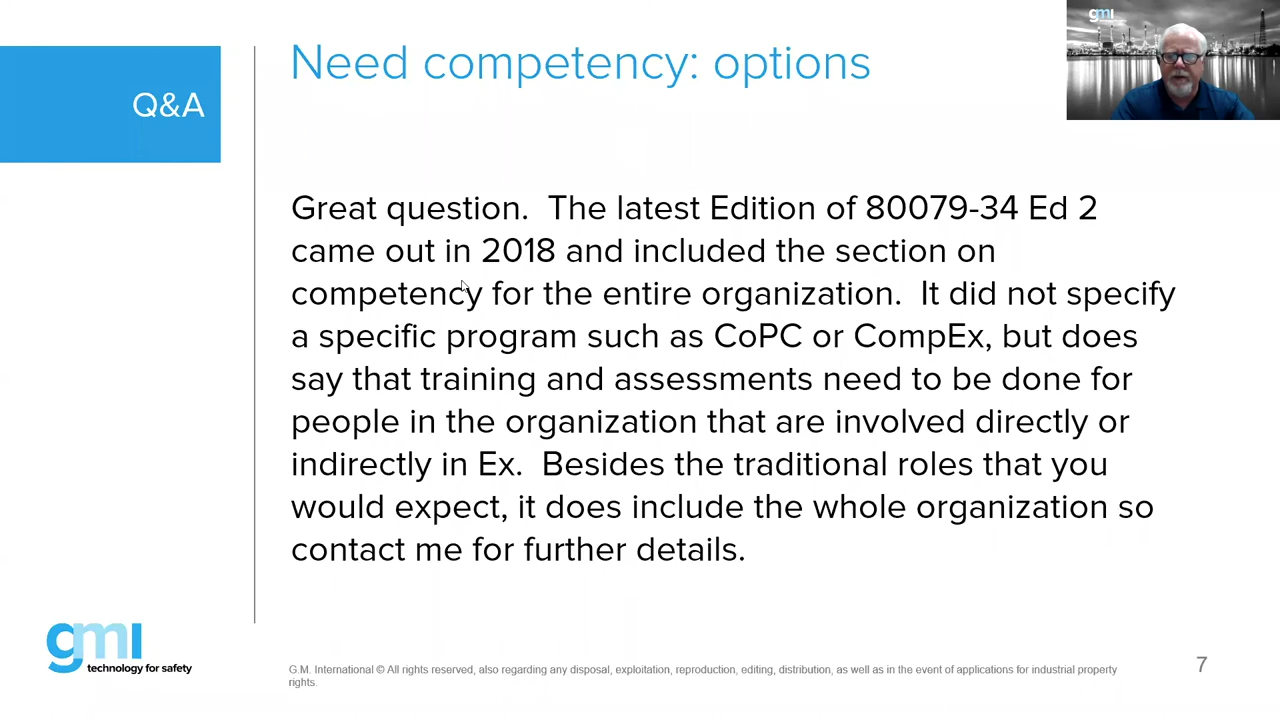 gmi
Q&A
Need competency: options
Great question.  The latest Edition of 80079-34 Ed 2
came out in 2018 and included the section on
competency for the entire organization.  It did not specify
a specific program such as CoPC or CompEx, but does
say that training and assessments need to be done for
people in the organization that are involved directly or
indirectly in Ex.  Besides the traditional roles that you
would expect, it does include the whole organization so
contact me for further details.
gmi
technology for safety
G.M. International © All rights reserved, also regarding any disposal, exploitation, reproduction, editing, distribution, as well as in the event of applications for industrial property
rights.
7